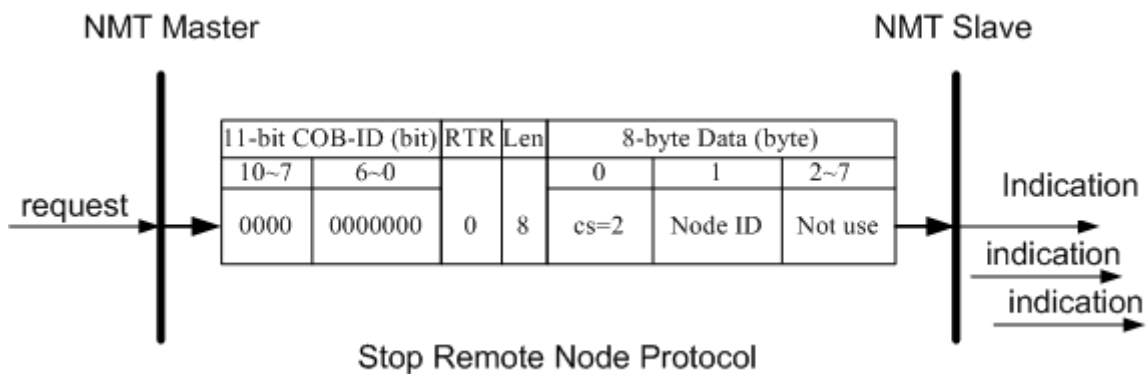 NMT Master
NMT Slave
11-bit COB-ID (bit) RTR Len 8-byte Data (byte)
10~7 6~0 0 1 2~7
request
0000 0000000 0 8 cs=2 Node ID Not use
Indication
indication
indication
Stop Remote Node Protocol